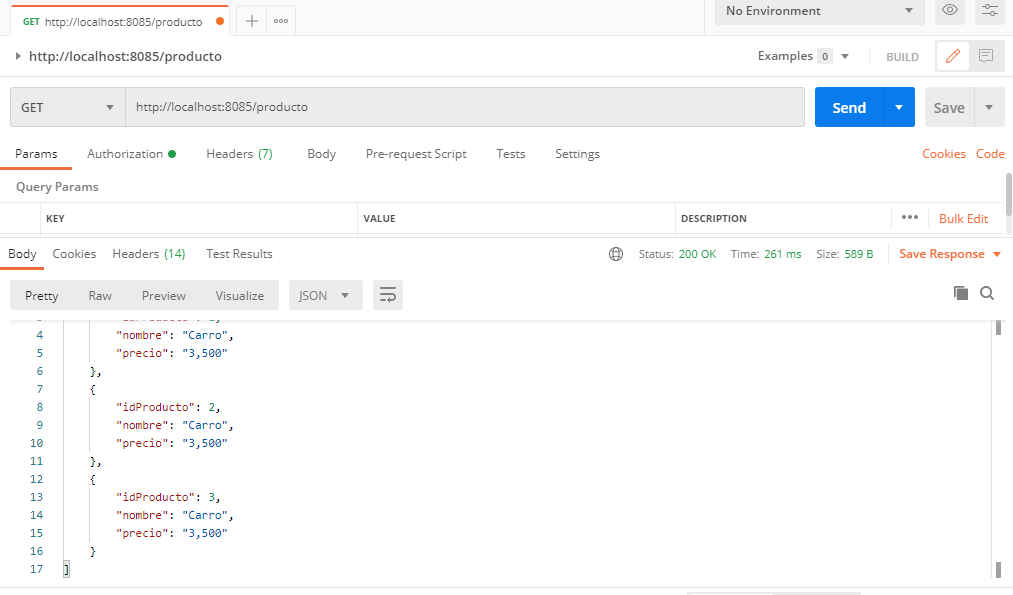 GET http://localhost:8085/producto
No Environment
http://localhost:8085/producto
Examples 0
BUILD
GET
http://localhost:8085/producto
Send
Save
Params
Authorization
Headers (7)
Body
Pre-request Script
Tests
Settings
Cookies
Code
Query Params
KEY
VALUE
DESCRIPTION
Bulk Edit
Body
Cookies
Headers (14)
Test Results
Status: 200 OK
Time: 261 ms
Size: 589 B
Save Response
Pretty
Raw
Preview
Visualize
JSON
4 "nombre": "Carro",
5 "precio": "3,500"
6 },
7 {
8 "idProducto": 2,
9 "nombre": "Carro",
10 "precio": "3,500"
11 },
12 {
13 "idProducto": 3,
14 "nombre": "Carro",
15 "precio": "3,500"
16 }
17 ]